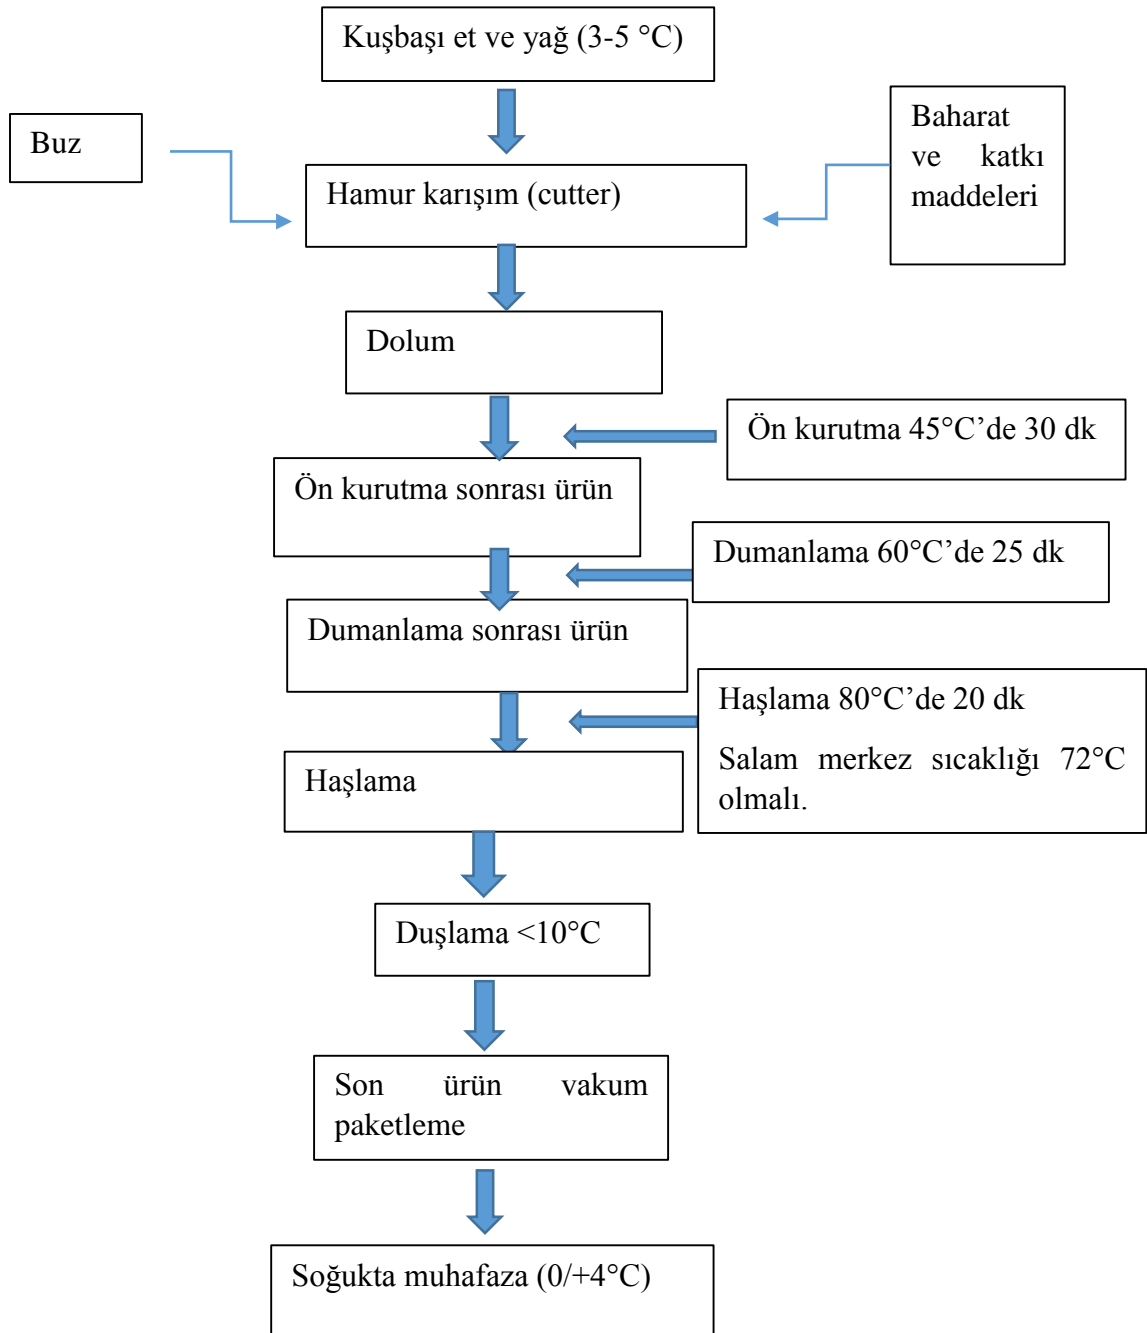 Kuşbaşı et ve yağ (3-5 °C)
Buz
Baharat
ve katkı
maddeleri
Hamur karışım (cutter)
Dolum
Ön kurutma 45°C’de 30 dk
Ön kurutma sonrası ürün
Dumanlama 60°C’de 25 dk
Dumanlama sonrası ürün
Haşlama 80°C’de 20 dk
Salam merkez sıcaklığı 72°C
olmalı.
Haşlama
Duşlama <10°C
Son ürün vakum
paketleme
Soğukta muhafaza (0/+4°C)